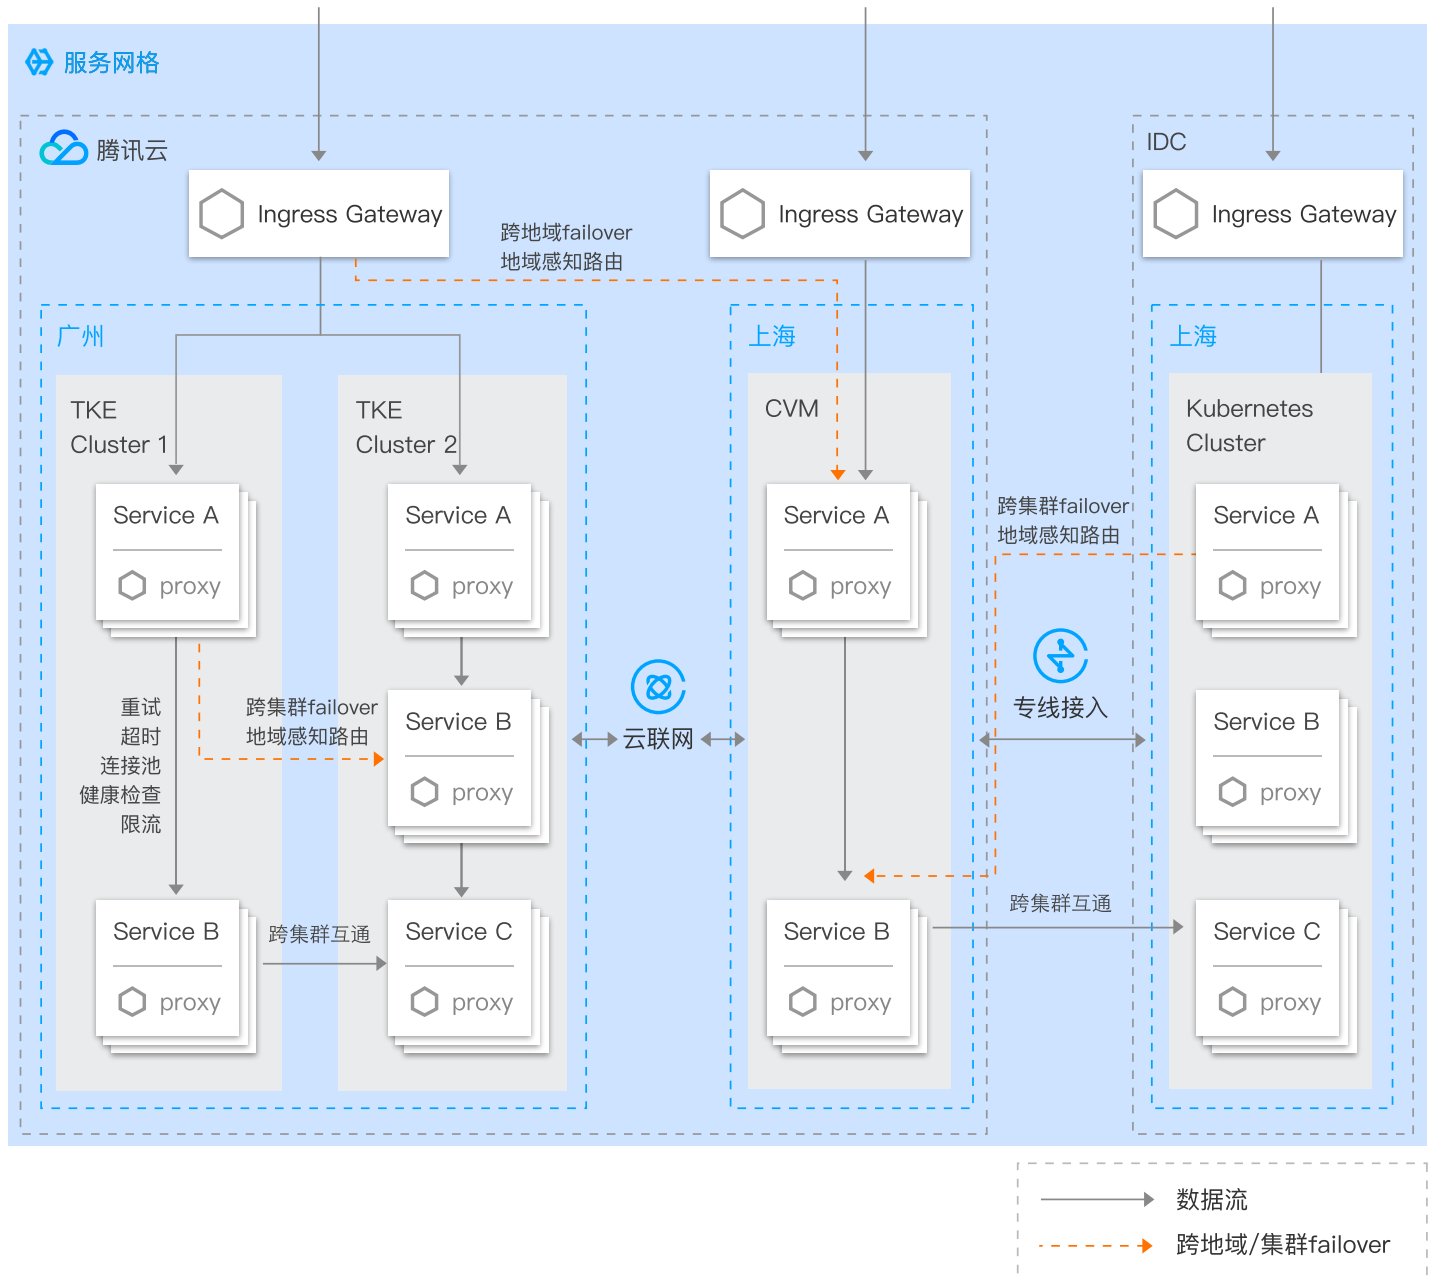 服务网格
腾讯云
IDC
Ingress Gateway
Ingress Gateway
Ingress Gateway
跨地域failover
地域感知路由
广州
上海
上海
TKE
Cluster 1
TKE
Cluster 2
CVM
Kubernetes
Cluster
Service A
proxy
Service A
proxy
Service A
proxy
跨集群failover
地域感知路由
Service A
proxy
重试
超时
连接池
健康检查
限流
跨集群failover
地域感知路由
Service B
proxy
云联网
专线接入
Service B
proxy
Service B
proxy
跨集群互通
Service C
proxy
Service B
proxy
跨集群互通
Service C
proxy
数据流
跨地域/集群failover